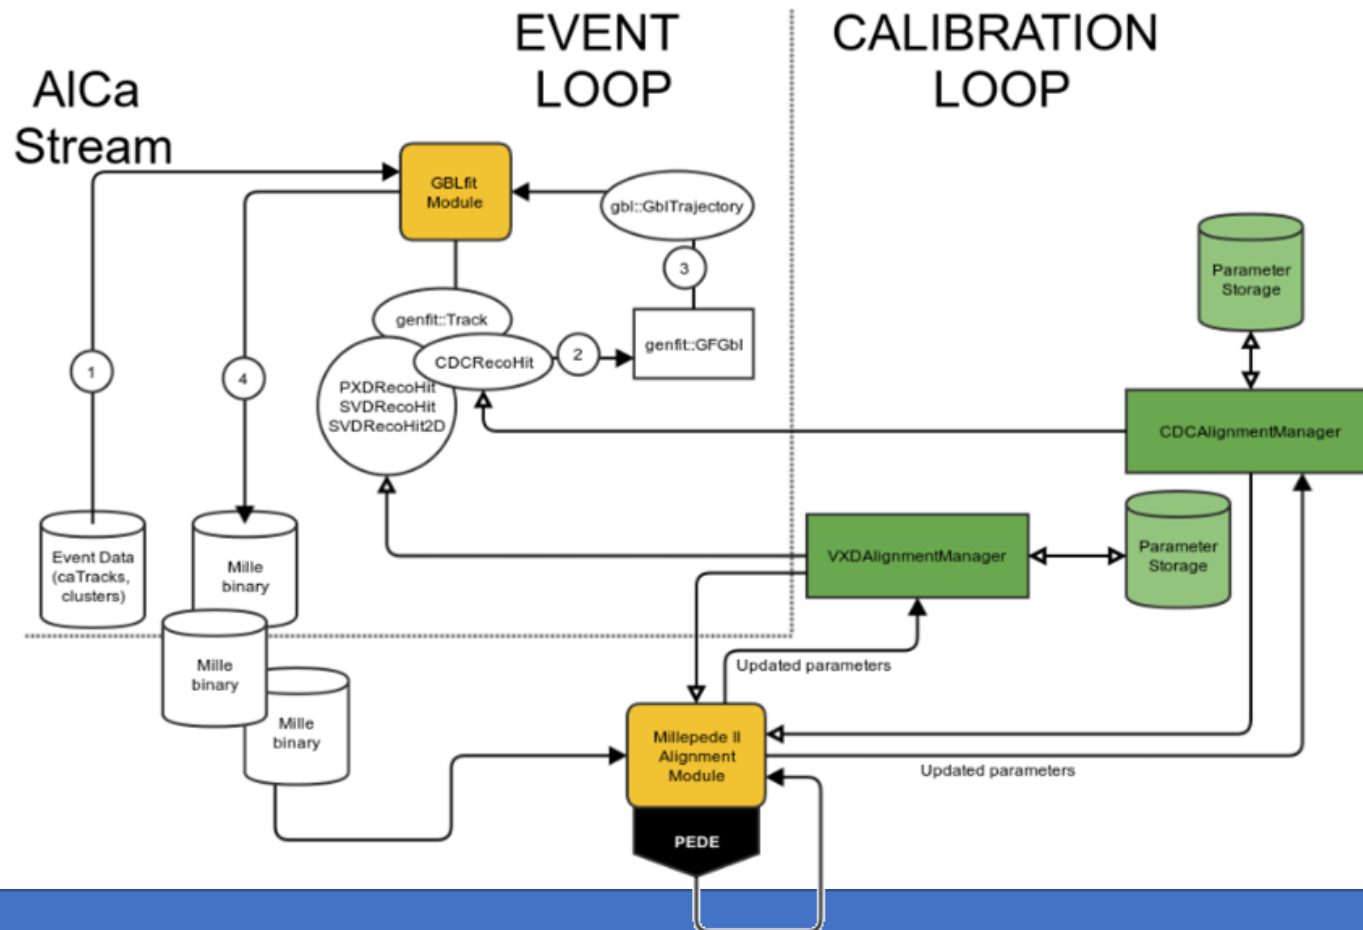 EVENT
LOOP
CALIBRATION
LOOP
AlCa
Stream
GBLfit
Module
gbl::GblTrajectory
3
Parameter
Storage
genfit::Track
genfit::GFGbl
CDCRecoHit
2
1
4
PXDRecoHit
SVDRecoHit
SVDRecoHit2D
CDCAlignmentManager
Event Data
(caTracks,
clusters)
Mille
binary
VXDAlignmentManager
Parameter
Storage
Mille
binary
Updated parameters
Mille
binary
Millepede II
Alignment
Module
Updated parameters
PEDE